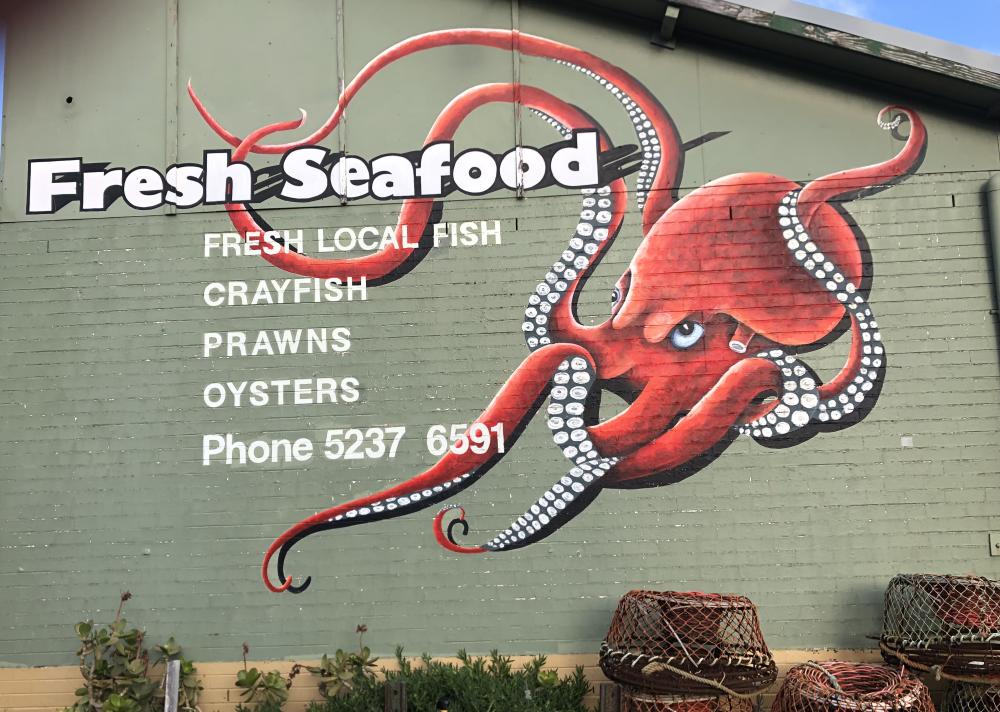 Fresh Seafood
FRESH LOCAL FISH
CRAYFISH
PRAWNS
OYSTERS
Phone 5237 6591